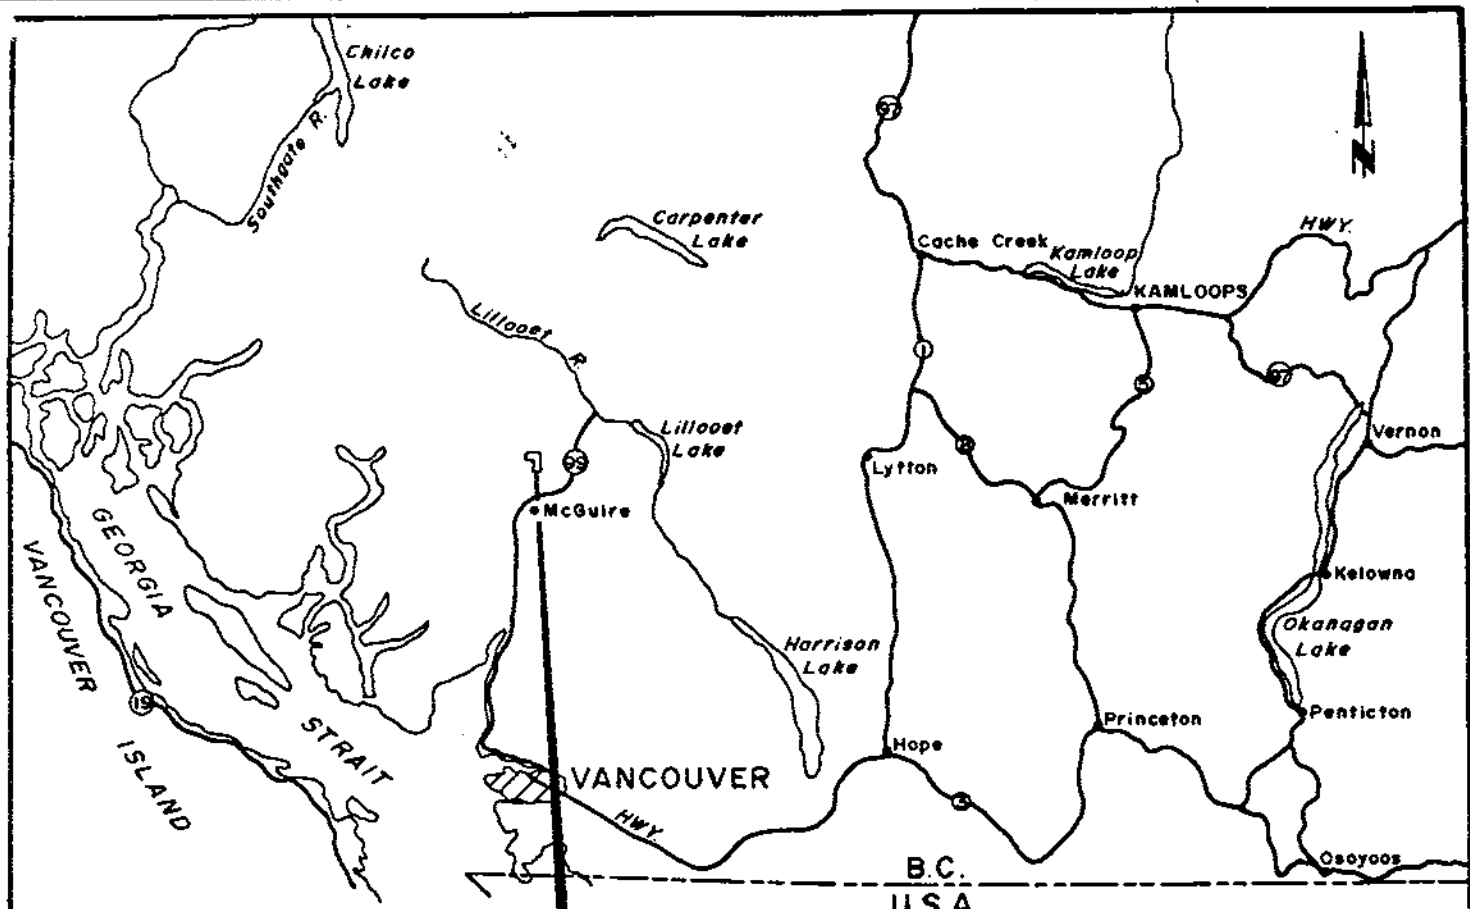 Chilco
Lake
Southgate R.
97
N
Carpenter
Lake
HWY.
Cache Creek
Kamloop
Lake
KAMLOOPS
Lillooet R.
1
5
97
Lillooet
Lake
99
8
Vernon
Lytton
Merritt
McGuire
GEORGIA
STRAIT
VANCOUVER
ISLAND
19
Kelowna
Okanagan
Lake
Harrison
Lake
Penticton
Princeton
Hope
VANCOUVER
3
HWY.
Osoyoos
B.C.
U.S.A.